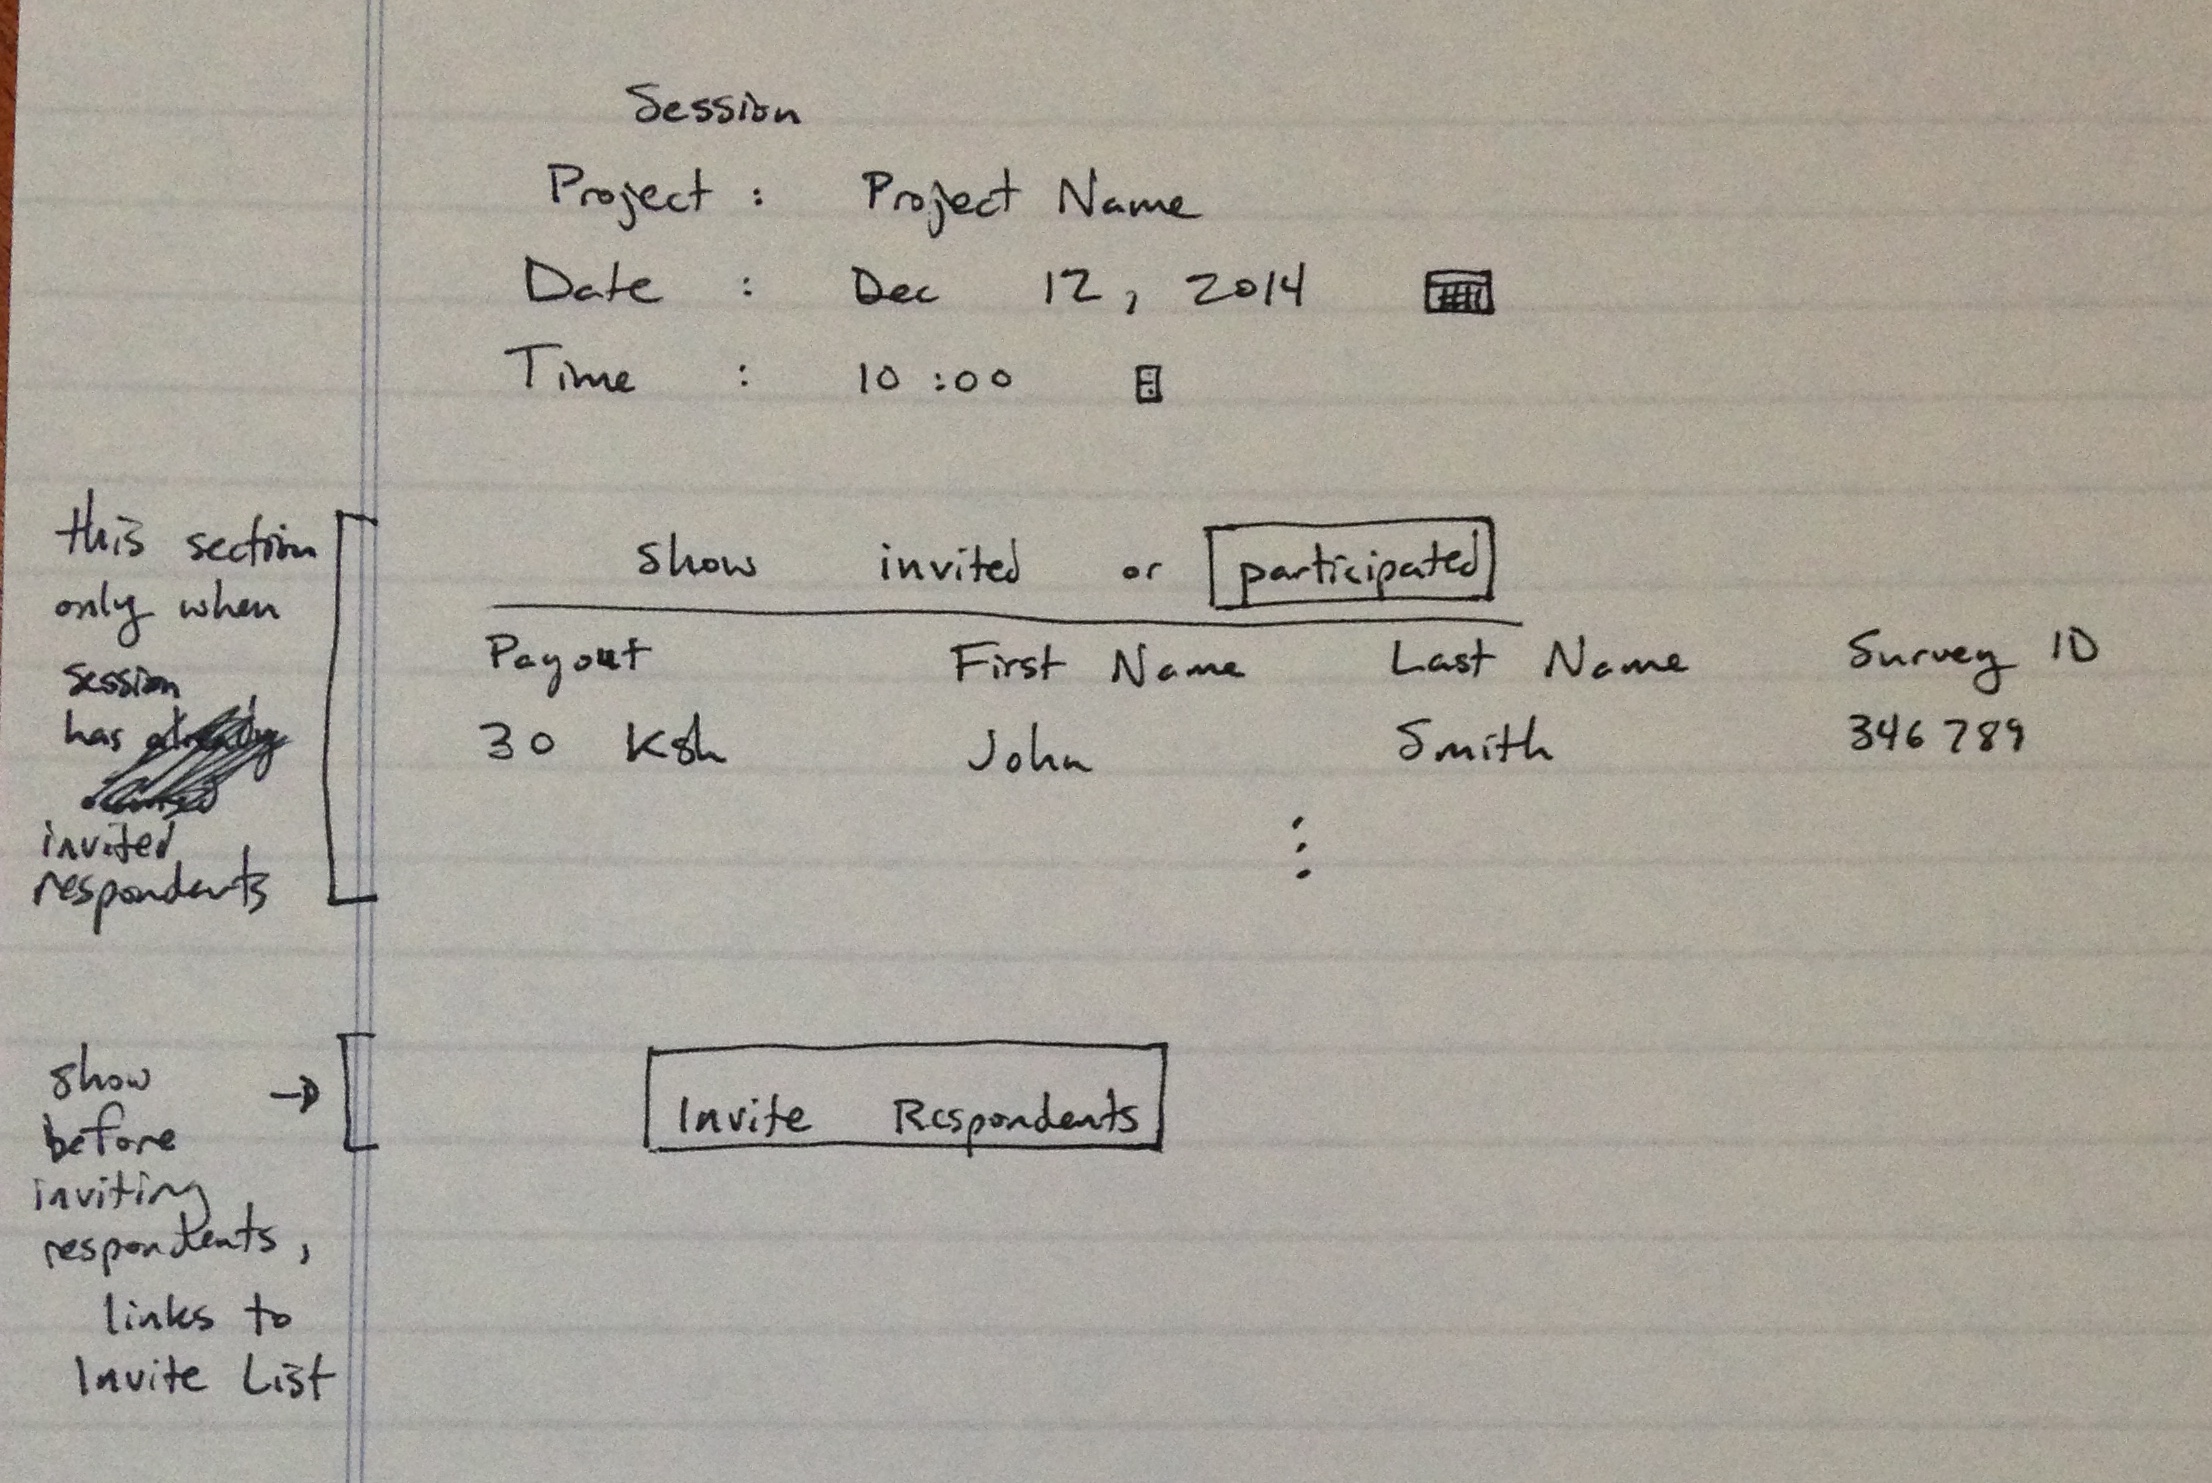 Session
Project : Project Name
Date : Dec 12, 2014
Time : 10:00
this section
only when
session
has
invited
respondents
show invited or participated
Payout First Name Last Name Survey ID
30 Ksh John Smith 346789
show
before
inviting
respondents,
links to
Invite List
Invite Respondents